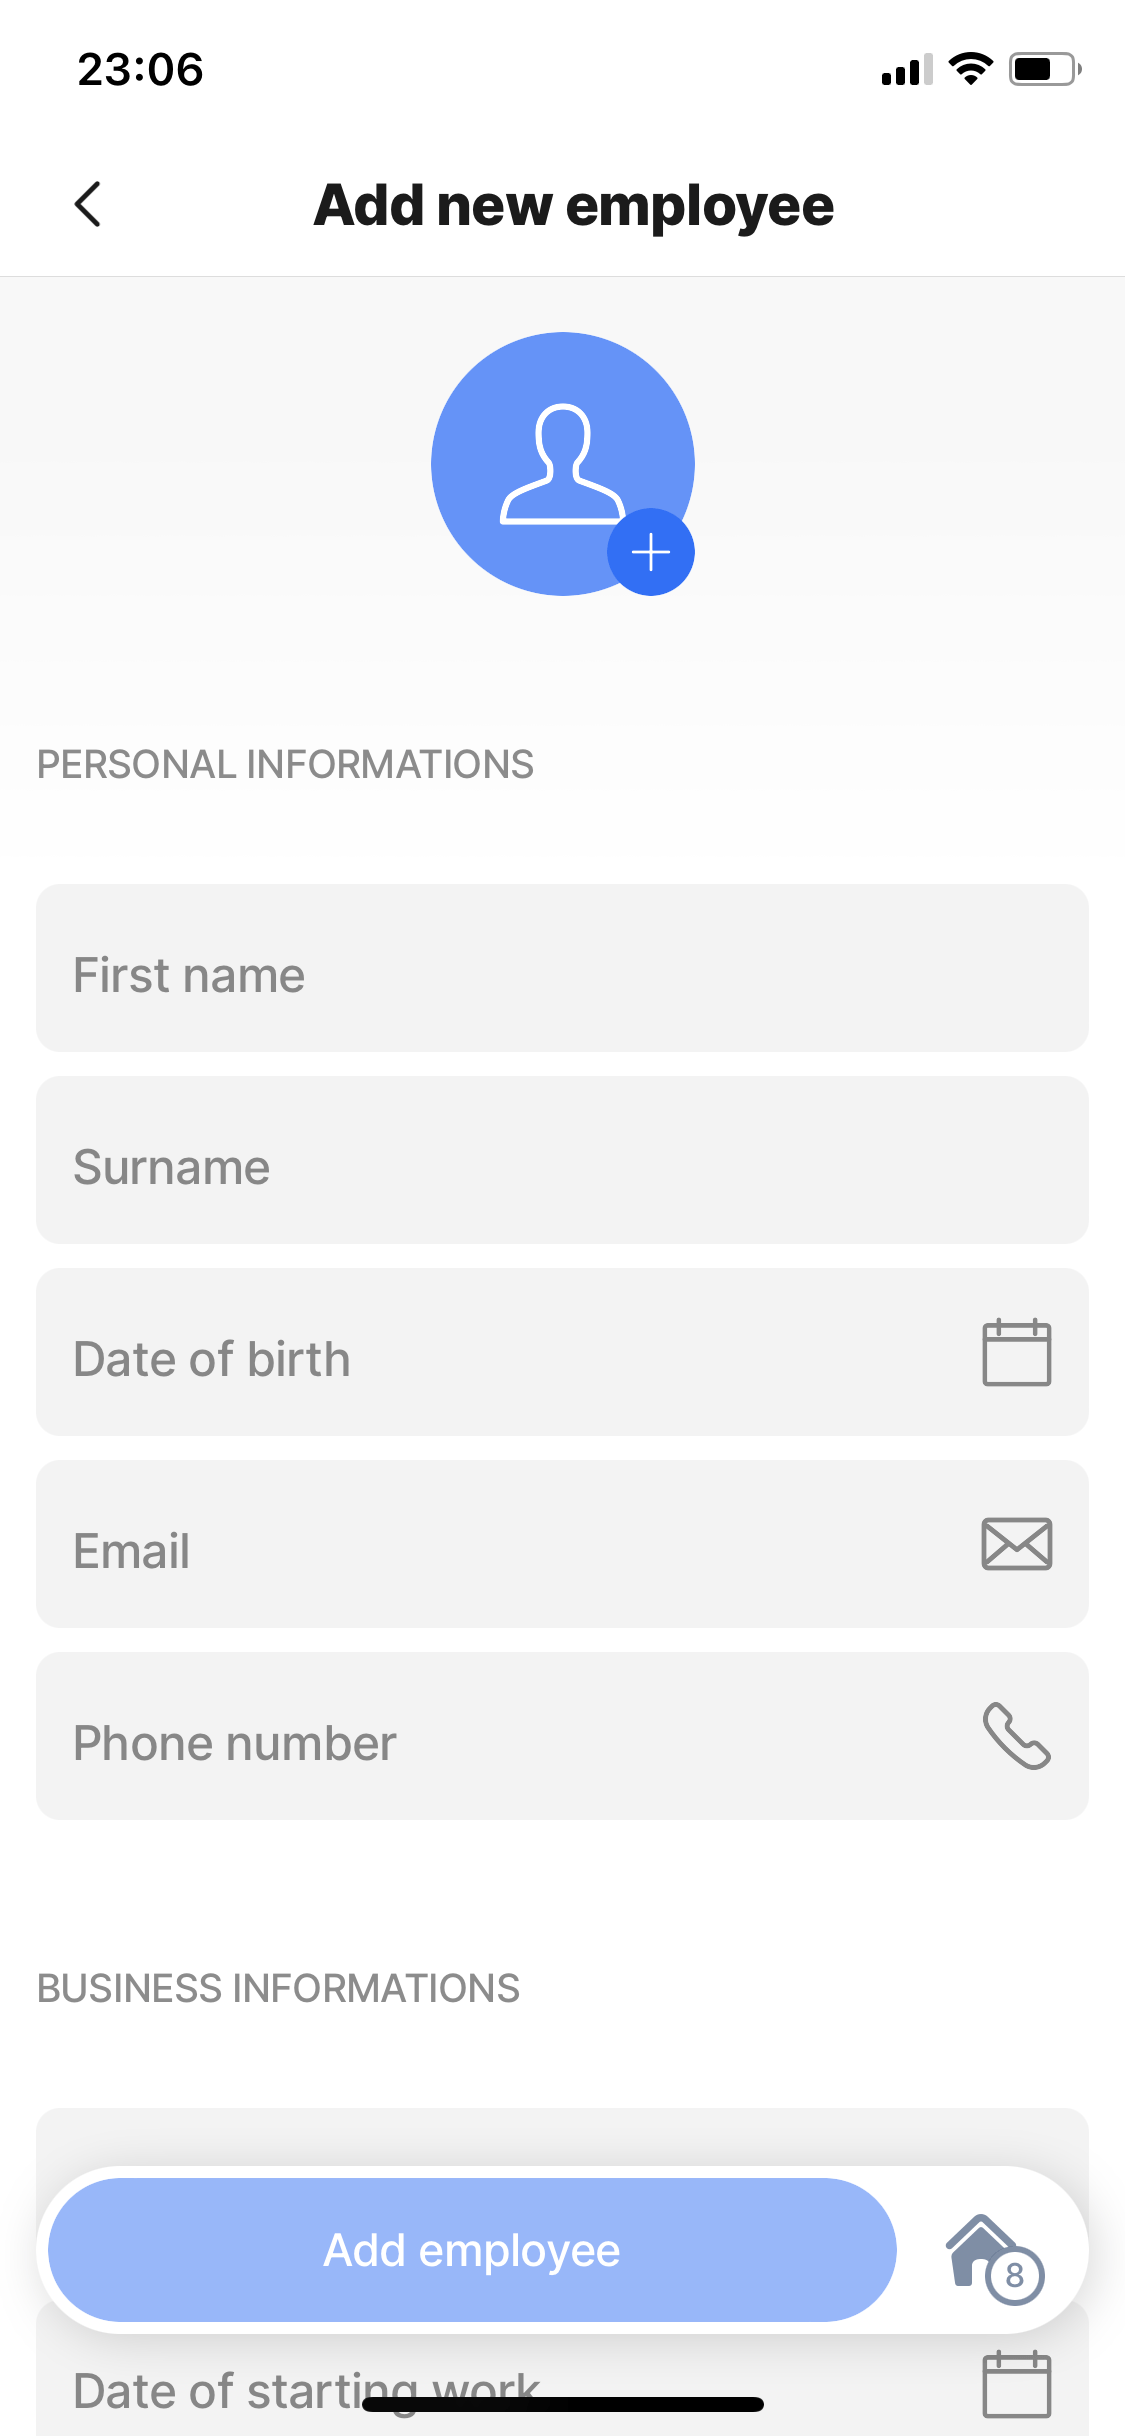 23:06
Add new employee
PERSONAL INFORMATIONS
First name
Surname
Date of birth
Email
Phone number
BUSINESS INFORMATIONS
Add employee
8
Date of starting work